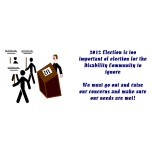 2012 Election is too
important of election for the
Disability Community to
ignore
We must go out and raise
our concerns and make sure
our needs are met!